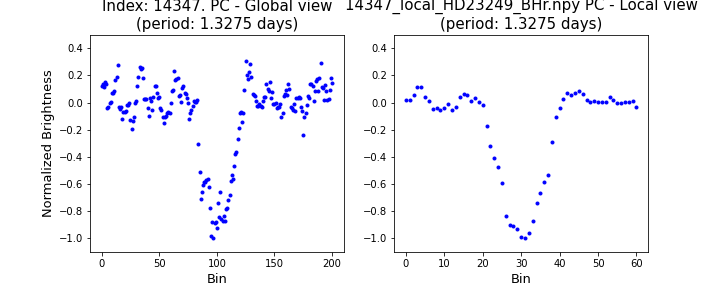 Index: 14347. PC - Global view
(period: 1.3275 days)
14347_local_HD23249_BHr.npy PC - Local view
(period: 1.3275 days)
Normalized Brightness
0.4
0.2
0.0
−0.2
−0.4
−0.6
−0.8
−1.0
0 50 100 150 200
Bin
0.4
0.2
0.0
−0.2
−0.4
−0.6
−0.8
−1.0
0 10 20 30 40 50 60
Bin